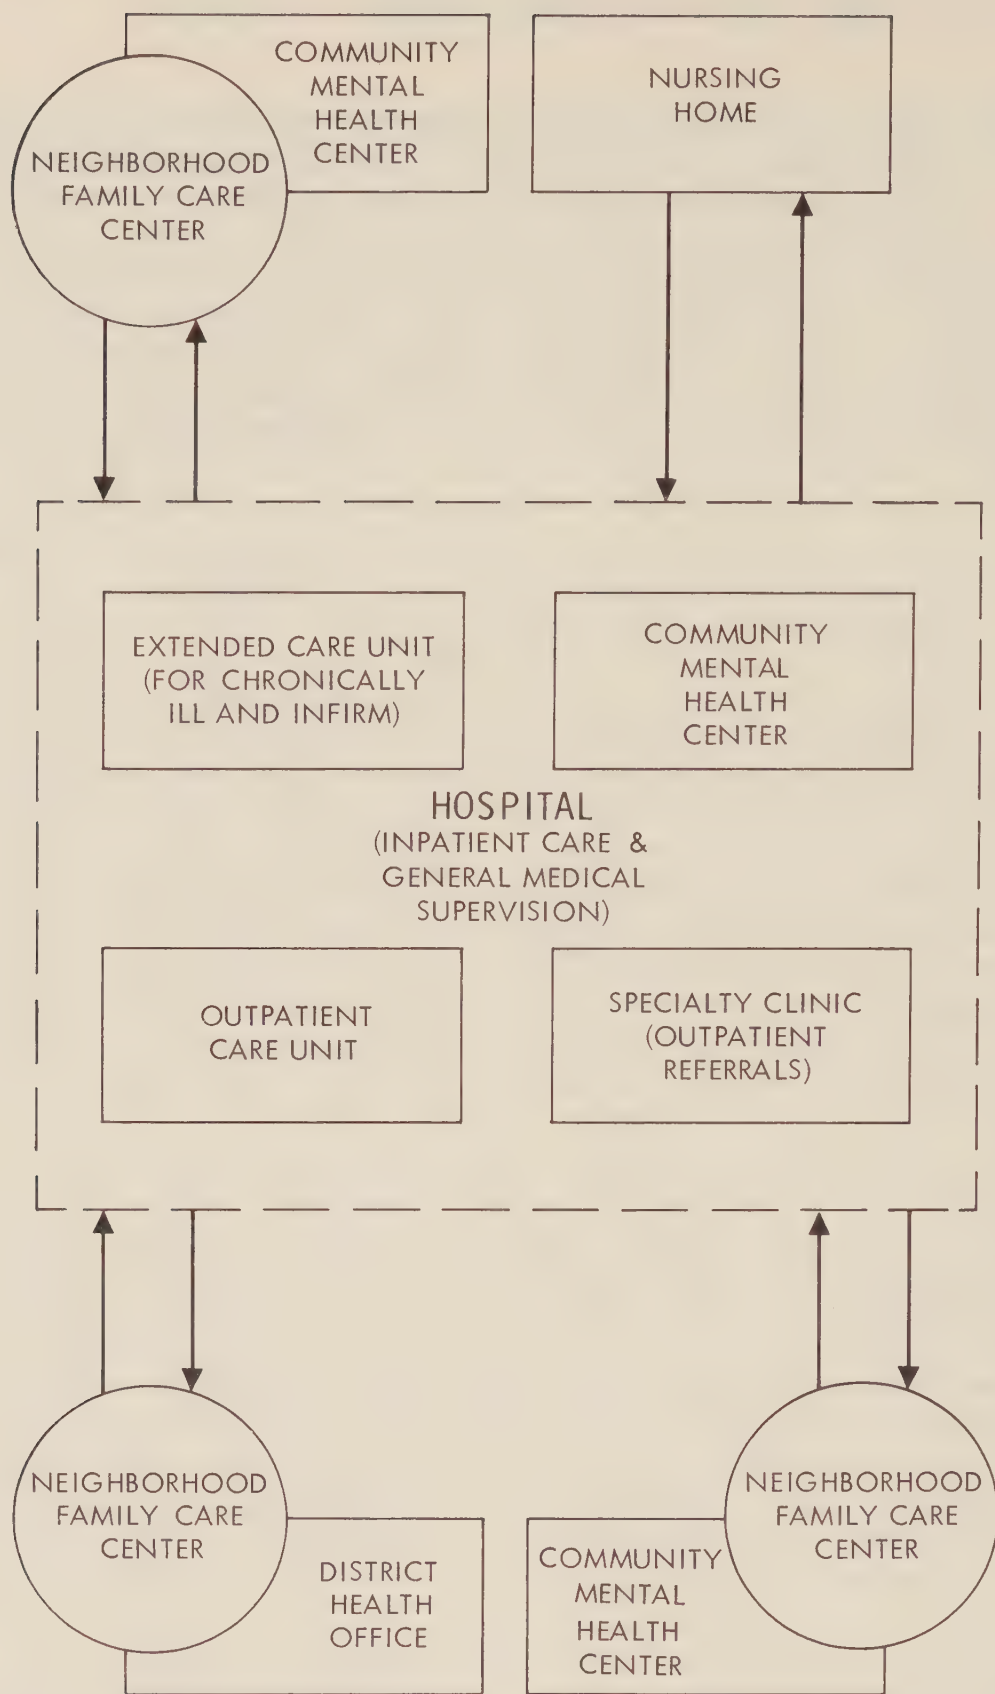 COMMUNITY
MENTAL
HEALTH
CENTER
NEIGHBORHOOD
FAMILY CARE
CENTER
NURSING
HOME
EXTENDED CARE UNIT
(FOR CHRONICALLY
ILL AND INFIRM)
COMMUNITY
MENTAL
HEALTH
CENTER
HOSPITAL
(INPATIENT CARE &
GENERAL MEDICAL
SUPERVISION)
OUTPATIENT
CARE UNIT
SPECIALTY CLINIC
(OUTPATIENT
REFERRALS)
NEIGHBORHOOD
FAMILY CARE
CENTER
DISTRICT
HEALTH
OFFICE
NEIGHBORHOOD
FAMILY CARE
CENTER
COMMUNITY
MENTAL
HEALTH
CENTER